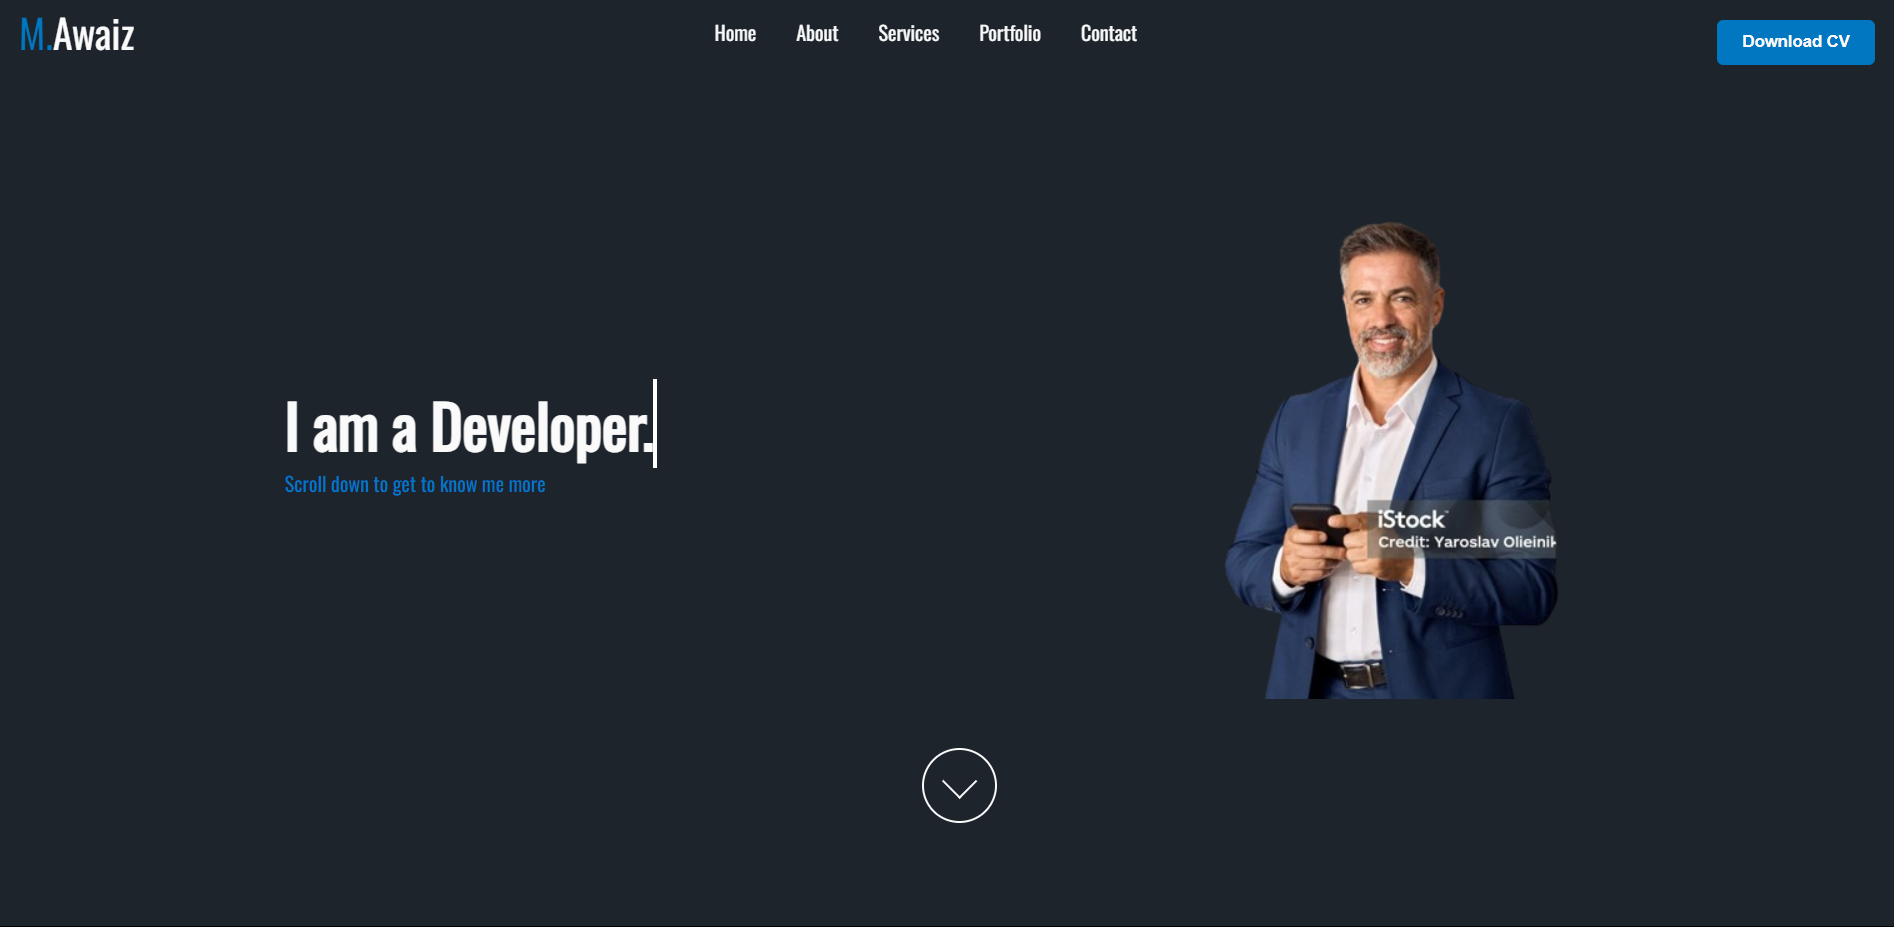 M.Awaiz
Home
About
Services
Portfolio
Contact
Download CV
I am a Developer.
Scroll down to get to know me more
iStock
Credit: Yaroslav Olieinik